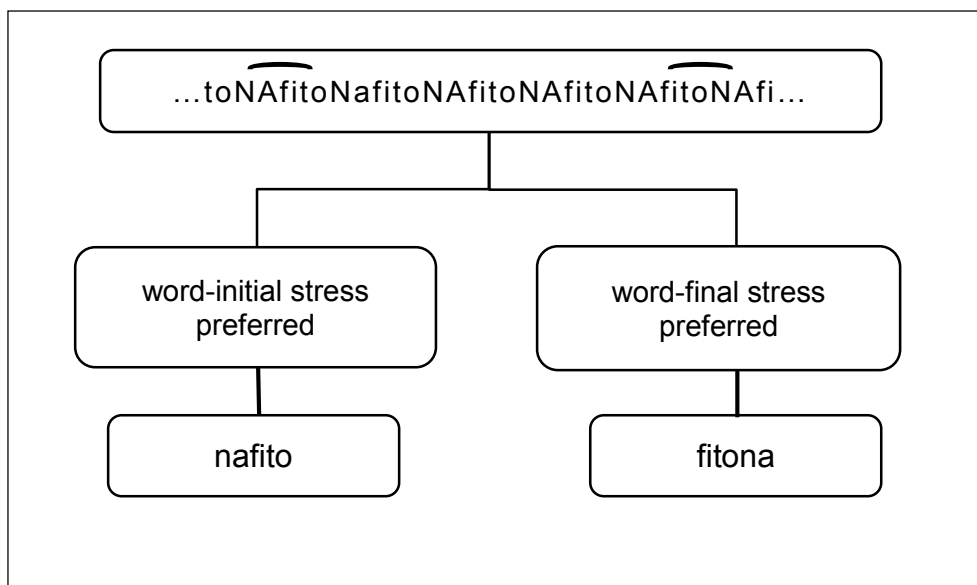 ...toNAfitoNafitoNAfitoNAfitoNAfitoNAfi...
word-initial stress
preferred
word-final stress
preferred
nafito
fitona